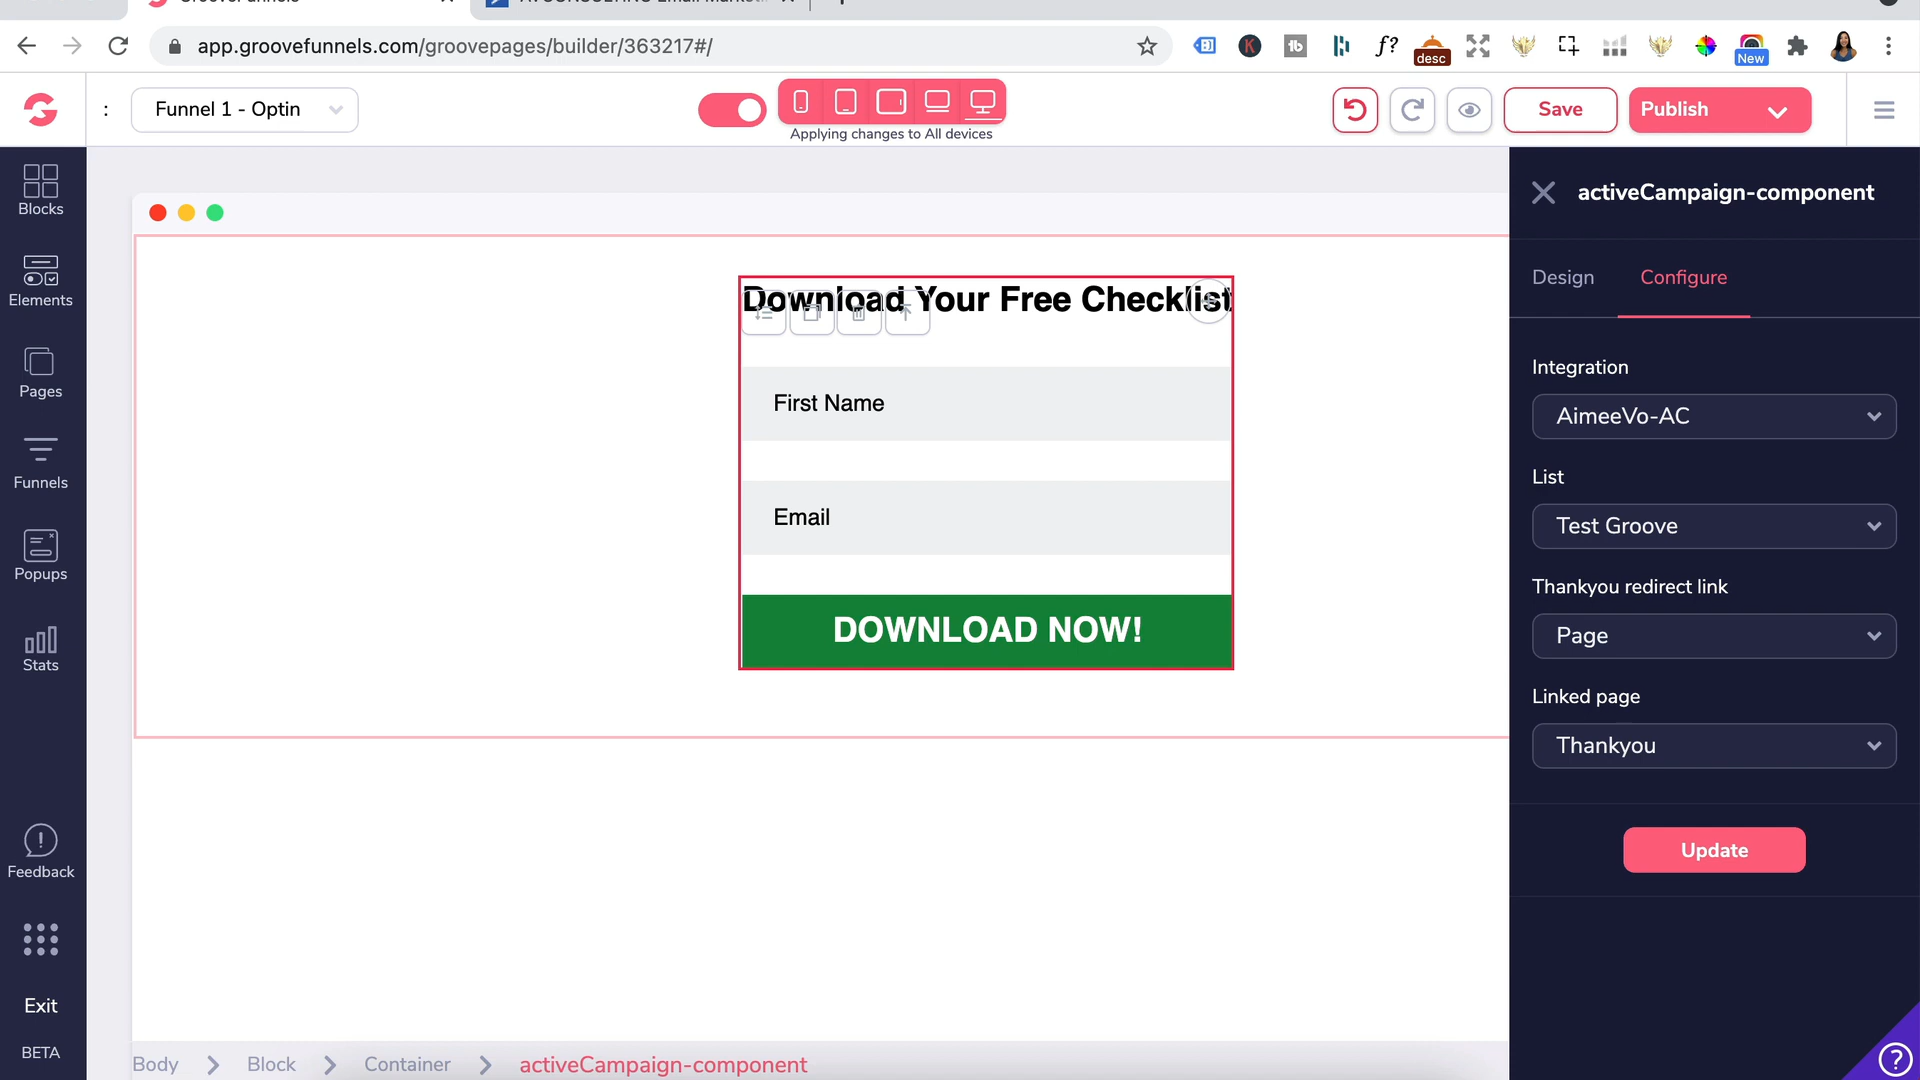 app.groovefunnels.com/groovepages/builder/363217#/
f?
desc
New
Funnel 1 - Optin
Applying changes to All devices
Save
Publish
Blocks
Elements
Pages
Funnels
Popups
Stats
Feedback
Exit
BETA
Download Your Free Checklist
First Name
Email
DOWNLOAD NOW!
activeCampaign-component
Design
Configure
Integration
AimeeVo-AC
List
Test Groove
Thankyou redirect link
Page
Linked page
Thankyou
Update
Body
Block
Container
activeCampaign-component